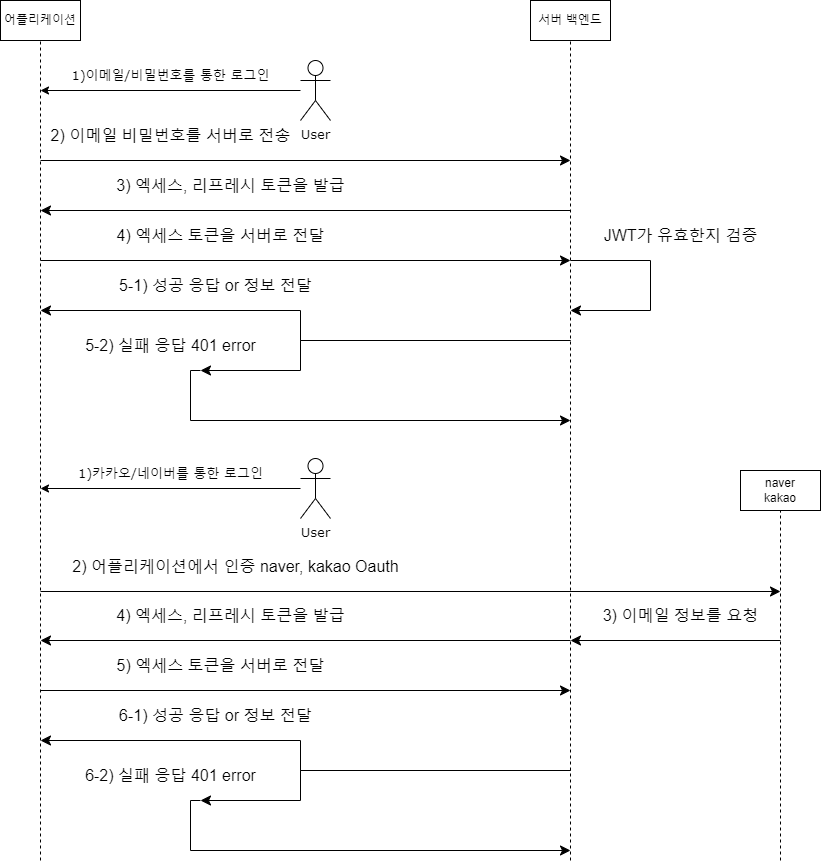 어플리케이션
서버 백엔드
1)이메일/비밀번호를 통한 로그인
User
2) 이메일 비밀번호를 서버로 전송
3) 엑세스, 리프레시 토큰을 발급
4) 엑세스 토큰을 서버로 전달
JWT가 유효한지 검증
5-1) 성공 응답 or 정보 전달
5-2) 실패 응답 401 error
1)카카오/네이버를 통한 로그인
User
naver
kakao
2) 어플리케이션에서 인증 naver, kakao Oauth
3) 이메일 정보를 요청
4) 엑세스, 리프레시 토큰을 발급
5) 엑세스 토큰을 서버로 전달
6-1) 성공 응답 or 정보 전달
6-2) 실패 응답 401 error